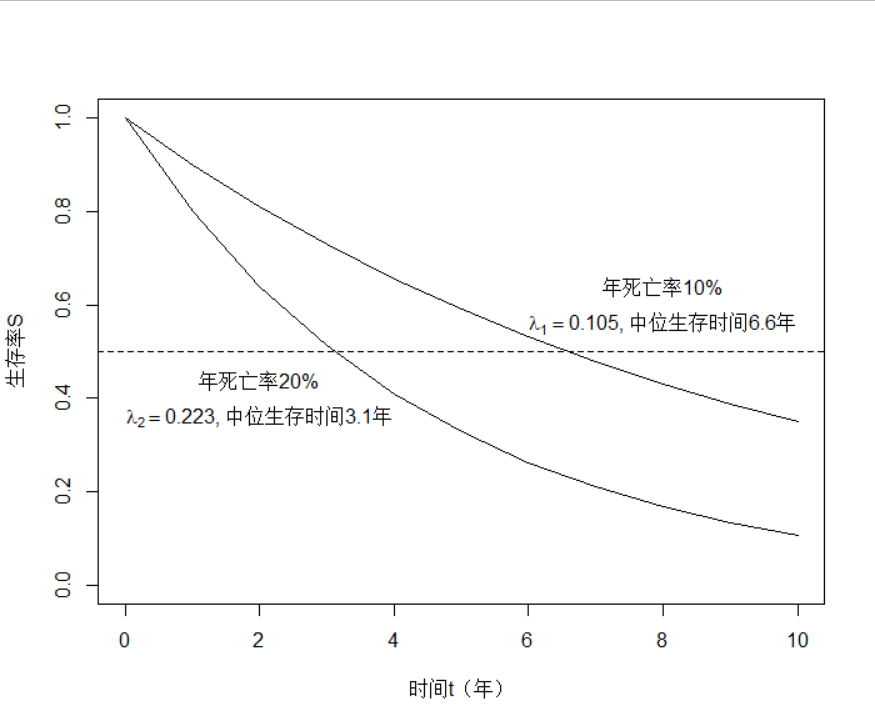 1.0
0.8
0.6
0.4
0.2
0.0
生存率S
年死亡率10%
λ1 = 0.105, 中位生存时间6.6年
年死亡率20%
λ2 = 0.223, 中位生存时间3.1年
0 2 4 6 8 10
时间t（年）